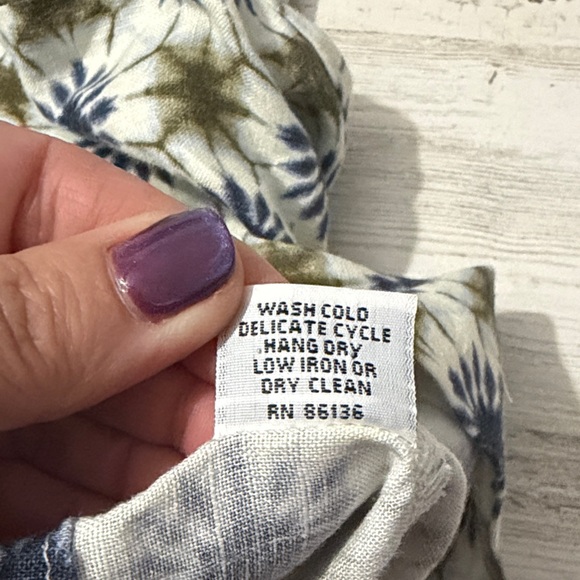 WASH COLD
DELICATE CYCLE
HANG DRY
LOW IRON OR
DRY CLEAN
RN 86136